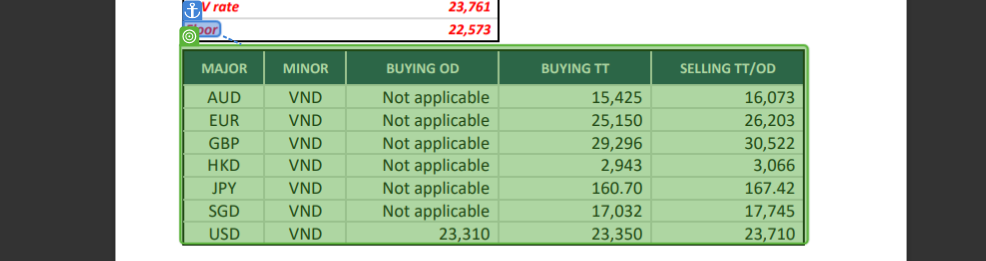 V rate 23,761
22,573
MAJOR MINOR BUYING OD BUYING TT SELLING TT/OD
AUD VND Not applicable 15,425 16,073
EUR VND Not applicable 25,150 26,203
GBP VND Not applicable 29,296 30,522
HKD VND Not applicable 2,943 3,066
JPY VND Not applicable 160.70 167.42
SGD VND Not applicable 17,032 17,745
USD VND 23,310 23,350 23,710